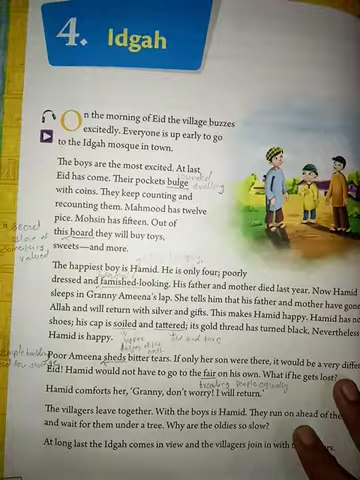 4. Idgah
On the morning of Eid the village buzzes
excitedly. Everyone is up early to go
to the Idgah mosque in town.
The boys are the most excited. At last
Eid has come. Their pockets bulge
with coins. They keep counting and
recounting them. Mahmood has twelve
pice. Mohsin has fifteen. Out of
this hoard they will buy toys,
sweets—and more.
a secret
store of
something
valued
The happiest boy is Hamid. He is only four; poorly
dressed and famished-looking. His father and mother died last year. Now Hamid
sleeps in Granny Ameena's lap. She tells him that his father and mother have gone
Allah and will return with silver and gifts. This makes Hamid happy. Hamid has no
shoes; his cap is soiled and tattered; its gold thread has turned black. Nevertheless
Hamid is happy.
old and torn
Poor Ameena sheds bitter tears. If only her son were there, it would be a very differ
Eid! Hamid would not have to go to the fair on his own. What if he gets lost?
treating people equally
Hamid comforts her, 'Granny, don't worry! I will return.'
The villagers leave together. With the boys is Hamid. They run on ahead of the
and wait for them under a tree. Why are the oldies so slow?
At long last the Idgah comes in view and the villagers join in with